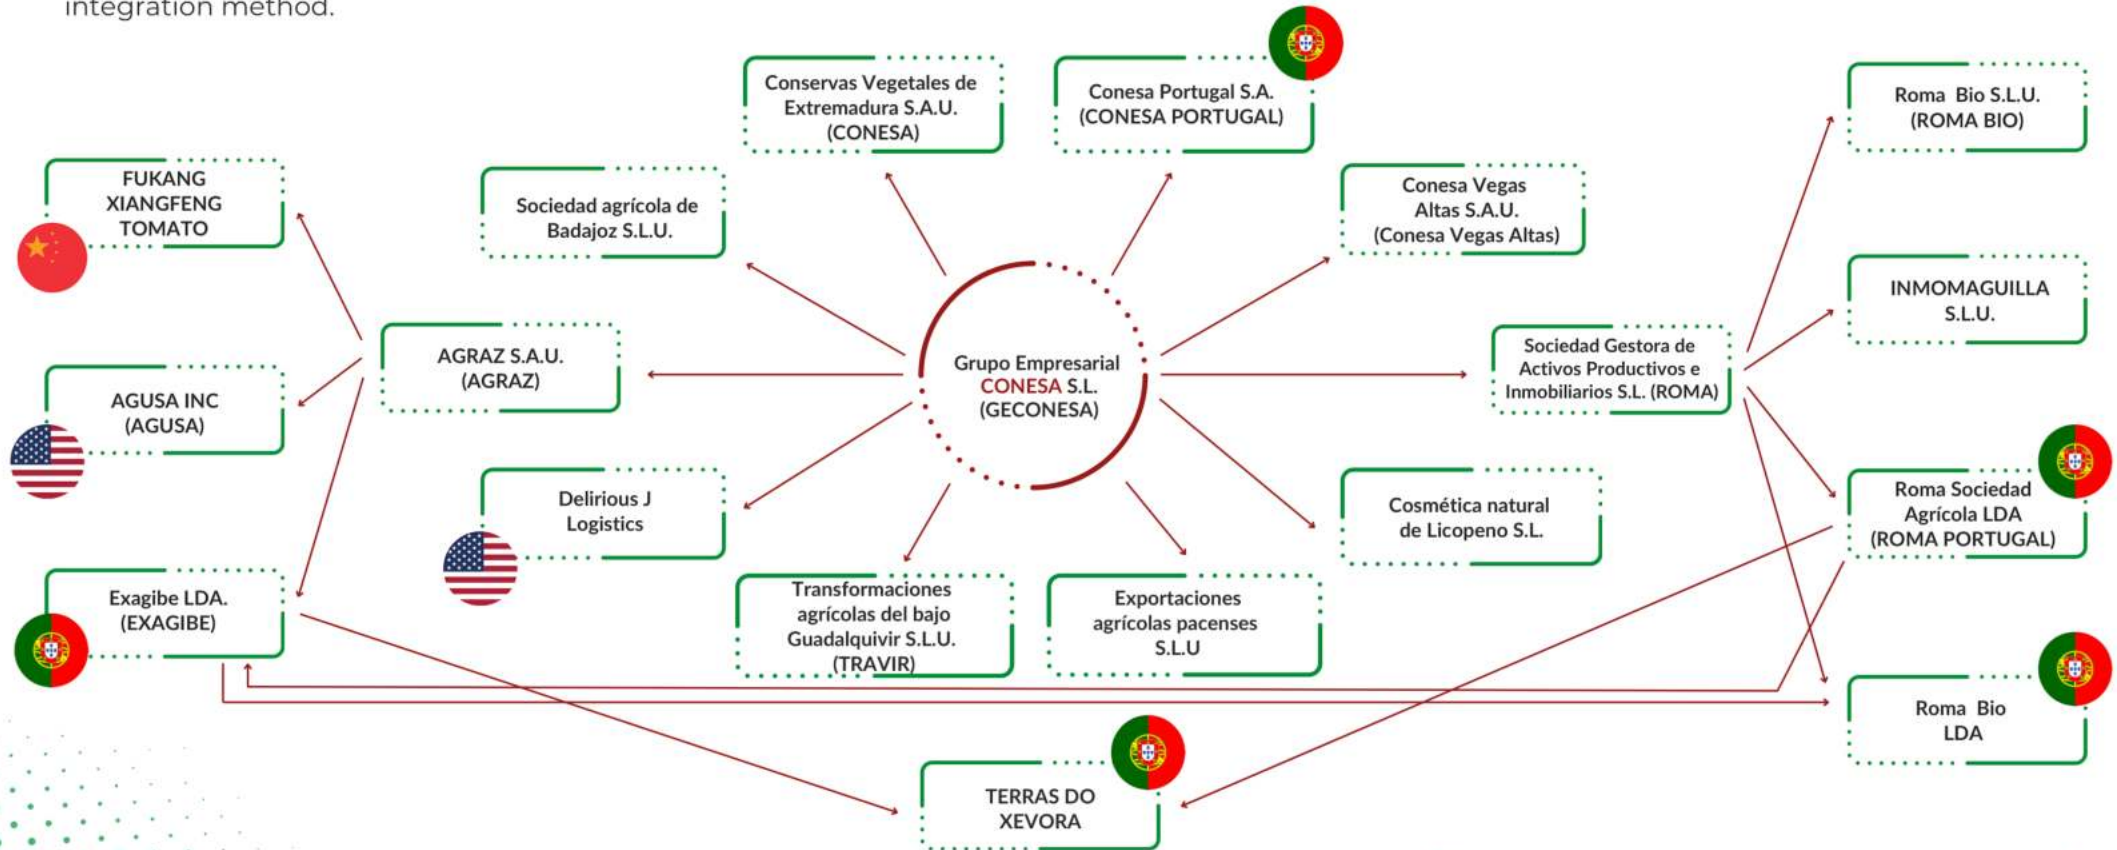 integration method.
Conservas Vegetales de
Extremadura S.A.U.
(CONESA)
Conesa Portugal S.A.
(CONESA PORTUGAL)
Roma Bio S.L.U.
(ROMA BIO)
FUKANG
XIANGFENG
TOMATO
Sociedad agrícola de
Badajoz S.L.U.
Conesa Vegas
Altas S.A.U.
(Conesa Vegas Altas)
INMOMAGUILLA
S.L.U.
AGRAZ S.A.U.
(AGRAZ)
Grupo Empresarial
CONESA S.L.
(GECONESA)
Sociedad Gestora de
Activos Productivos e
Inmobiliarios S.L. (ROMA)
AGUSA INC
(AGUSA)
Delirious J
Logistics
Cosmética natural
de Licopeno S.L.
Roma Sociedad
Agrícola LDA
(ROMA PORTUGAL)
Exagibe LDA.
(EXAGIBE)
Transformaciones
agrícolas del bajo
Guadalquivir S.L.U.
(TRAVIR)
Exportaciones
agrícolas pacenses
S.L.U
Roma Bio
LDA
TERRAS DO
XEVORA